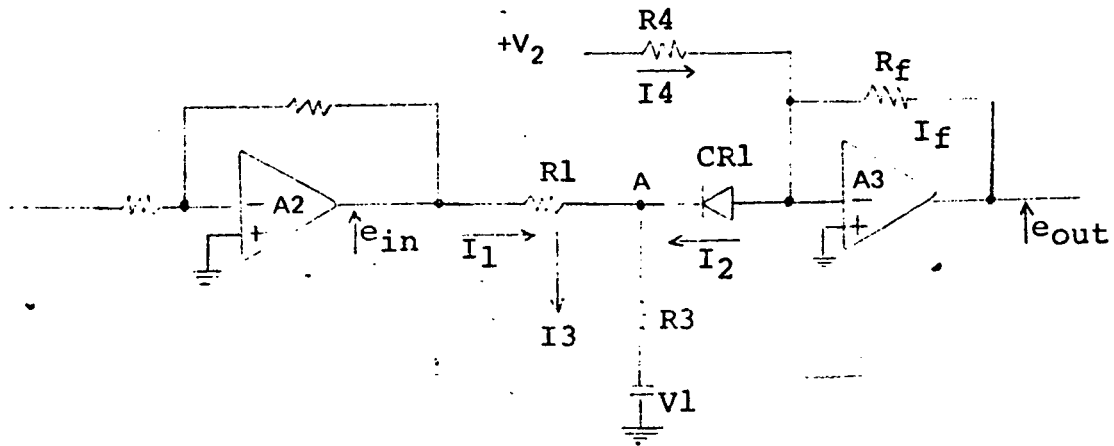 R4
+V2
I4
Rf
If
CR1
A3
R1
A
A2
ein
I1
I2
eout
I3
R3
V1